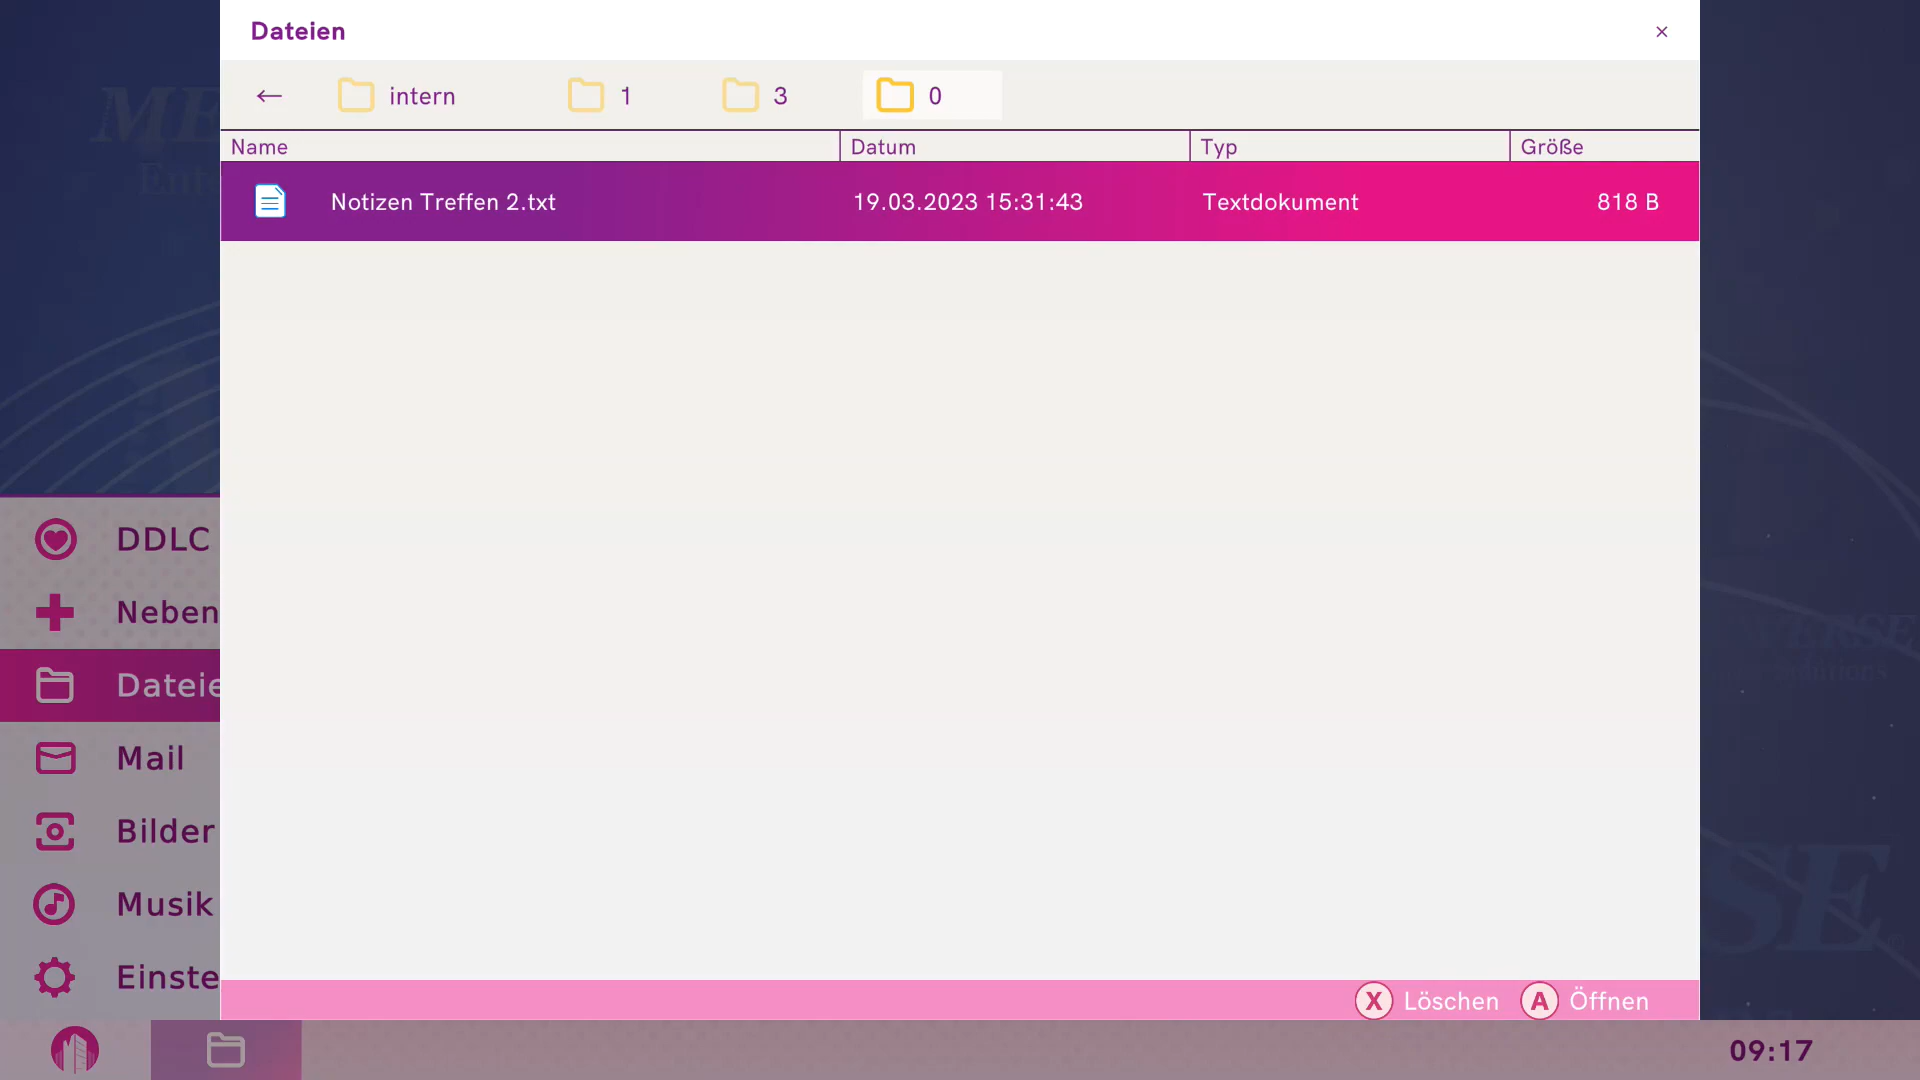 Dateien
×
← intern 1 3 0
Name Datum Typ Größe
Notizen Treffen 2.txt 19.03.2023 15:31:43 Textdokument 818 B
DDLC
Neben
Dateie
Mail
Bilder
Musik
Einste
X Löschen A Öffnen
09:17